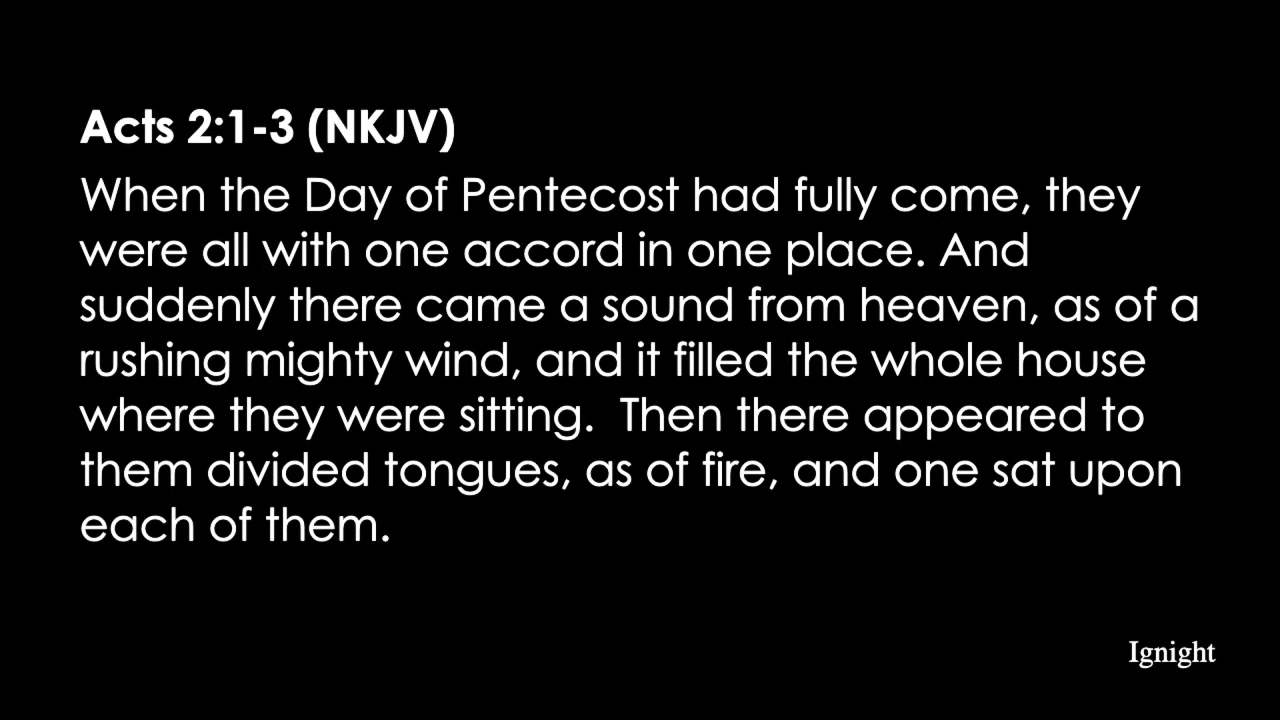 Acts 2:1-3 (NKJV)
When the Day of Pentecost had fully come, they
were all with one accord in one place. And
suddenly there came a sound from heaven, as of a
rushing mighty wind, and it filled the whole house
where they were sitting.  Then there appeared to
them divided tongues, as of fire, and one sat upon
each of them.
Ignight